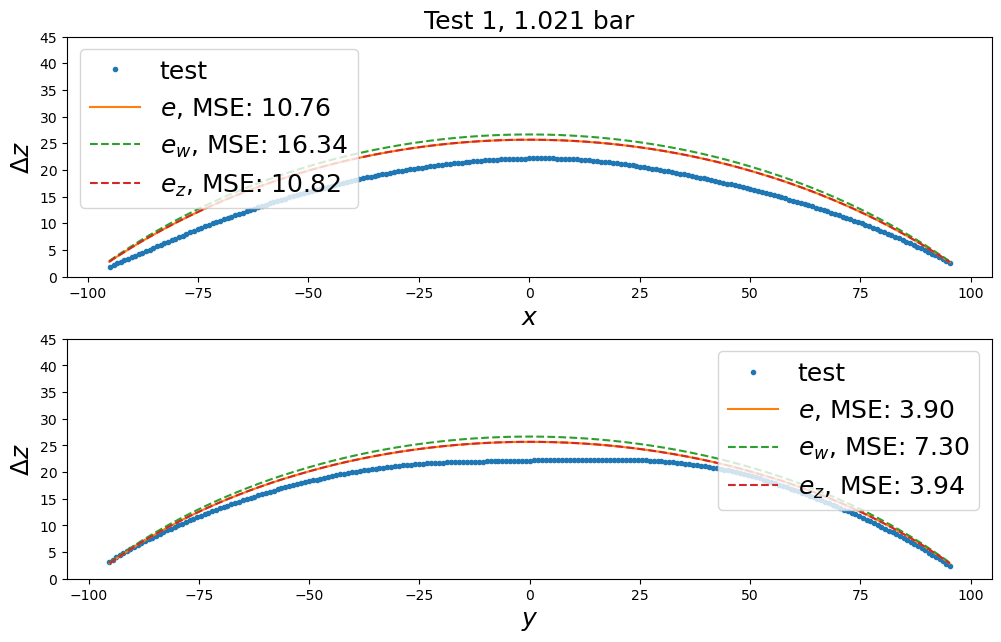 Test 1, 1.021 bar
45
40
35
30
25
20
15
10
5
0
Δz
test
e, MSE: 10.76
e_w, MSE: 16.34
e_z, MSE: 10.82
−100 −75 −50 −25 0 25 50 75 100
x
45
40
35
30
25
20
15
10
5
0
Δz
test
e, MSE: 3.90
e_w, MSE: 7.30
e_z, MSE: 3.94
−100 −75 −50 −25 0 25 50 75 100
y